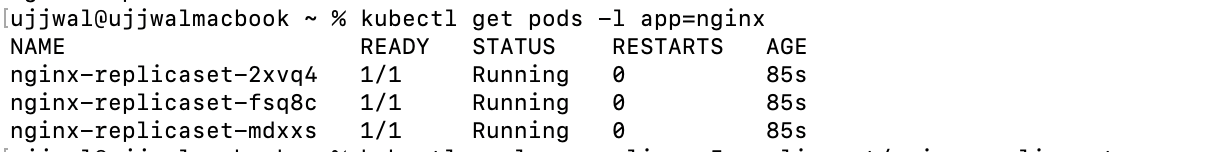 [ujjwal@ujjwalmacbook ~ % kubectl get pods -l app=nginx
NAME READY STATUS RESTARTS AGE
nginx-replicaset-2xvq4 1/1 Running 0 85s
nginx-replicaset-fsq8c 1/1 Running 0 85s
nginx-replicaset-mdxxs 1/1 Running 0 85s